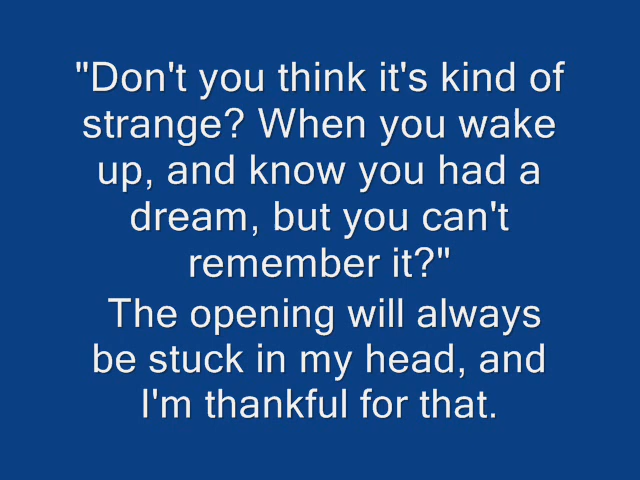 "Don't you think it's kind of
strange? When you wake
up, and know you had a
dream, but you can't
remember it?"
The opening will always
be stuck in my head, and
I'm thankful for that.